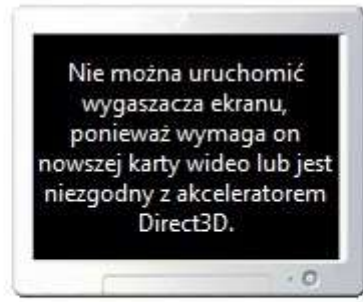 Nie można uruchomić
wygaszacza ekranu,
ponieważ wymaga on
nowszej karty wideo lub jest
niezgodny z akceleratorem
Direct3D.